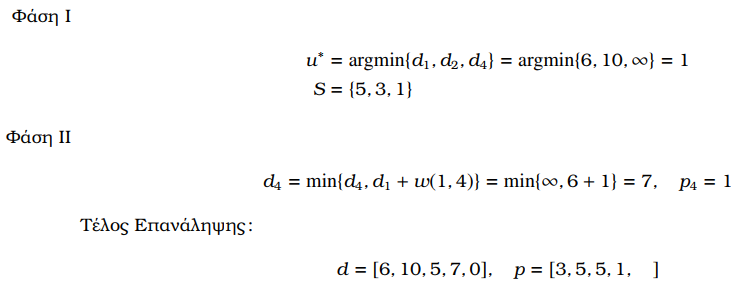 Φάση I
u* = argmin{d₁, d₂, d₄} = argmin{6, 10, ∞} = 1
S = {5, 3, 1}
Φάση II
d₄ = min{d₄, d₁ + w(1, 4)} = min{∞, 6 + 1} = 7, p₄ = 1
Τέλος Επανάληψης:
d = [6, 10, 5, 7, 0], p = [3, 5, 5, 1, ]